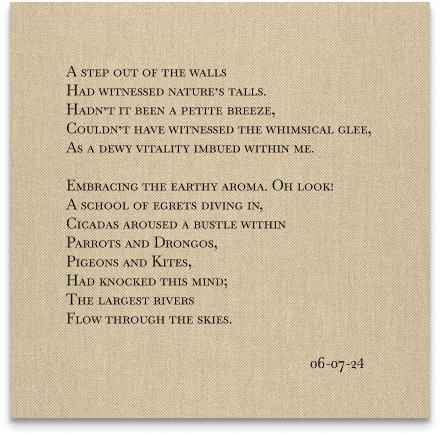 A step out of the walls
Had witnessed nature's talls.
Hadn't it been a petite breeze,
Couldn't have witnessed the whimsical glee,
As a dewy vitality imbued within me.
Embracing the earthy aroma. Oh look!
A school of egrets diving in,
Cicadas aroused a bustle within
Parrots and Drongos,
Pigeons and Kites,
Had knocked this mind;
The largest rivers
Flow through the skies.
06-07-24